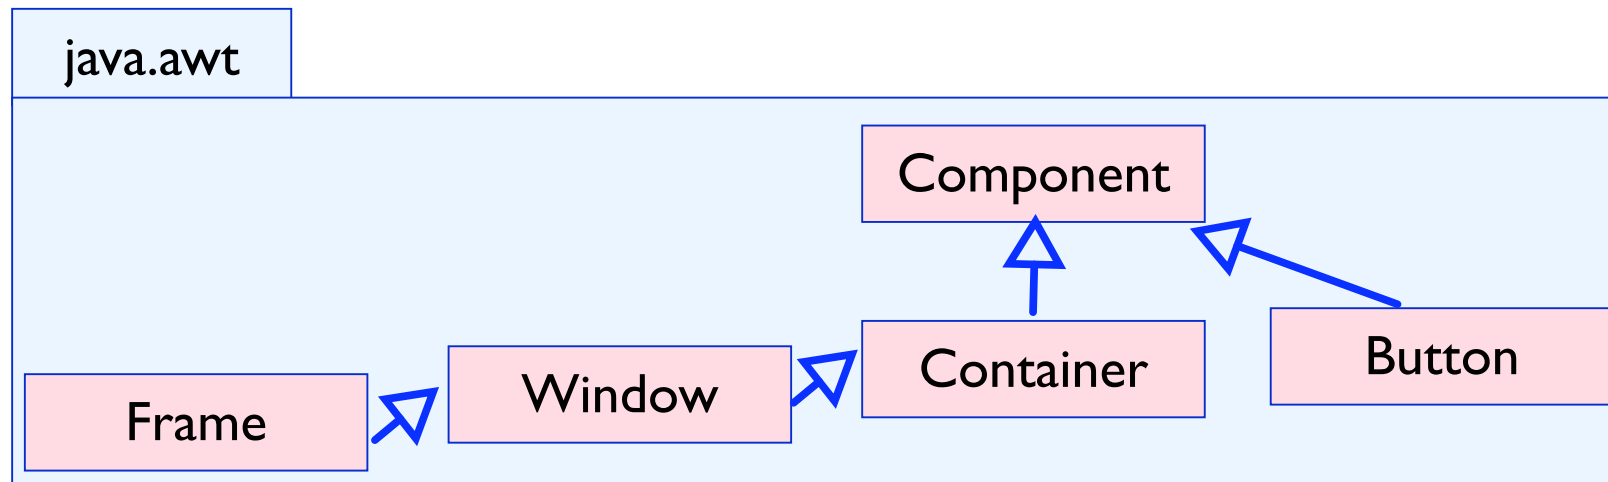 java.awt
Component
Container
Button
Window
Frame